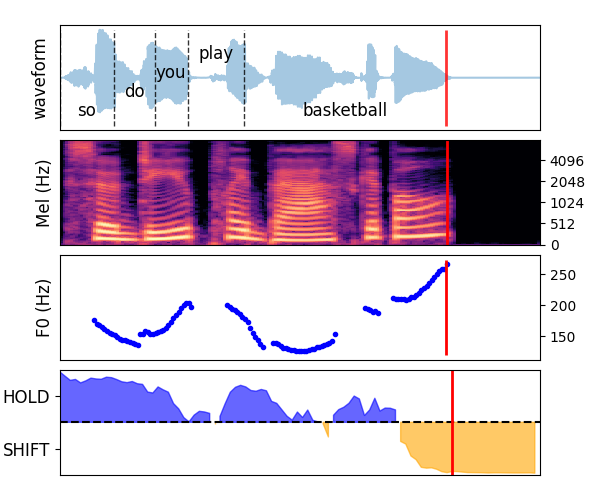 waveform
so
do
you
play
basketball
Mel (Hz)
4096
2048
1024
512
0
F0 (Hz)
250
200
150
HOLD
SHIFT